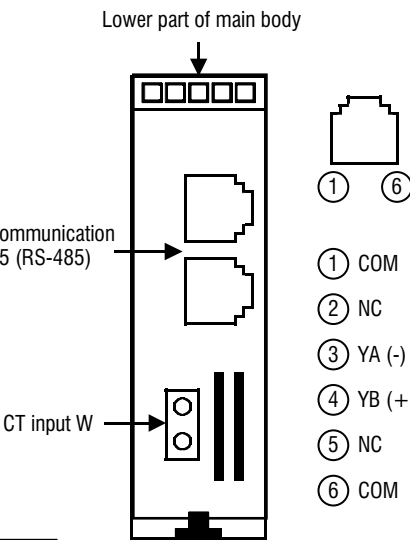 Lower part of main body
① ⑥
ommunication
5 (RS-485)
① COM
② NC
③ YA (-)
④ YB (+
CT input W
⑤ NC
⑥ COM